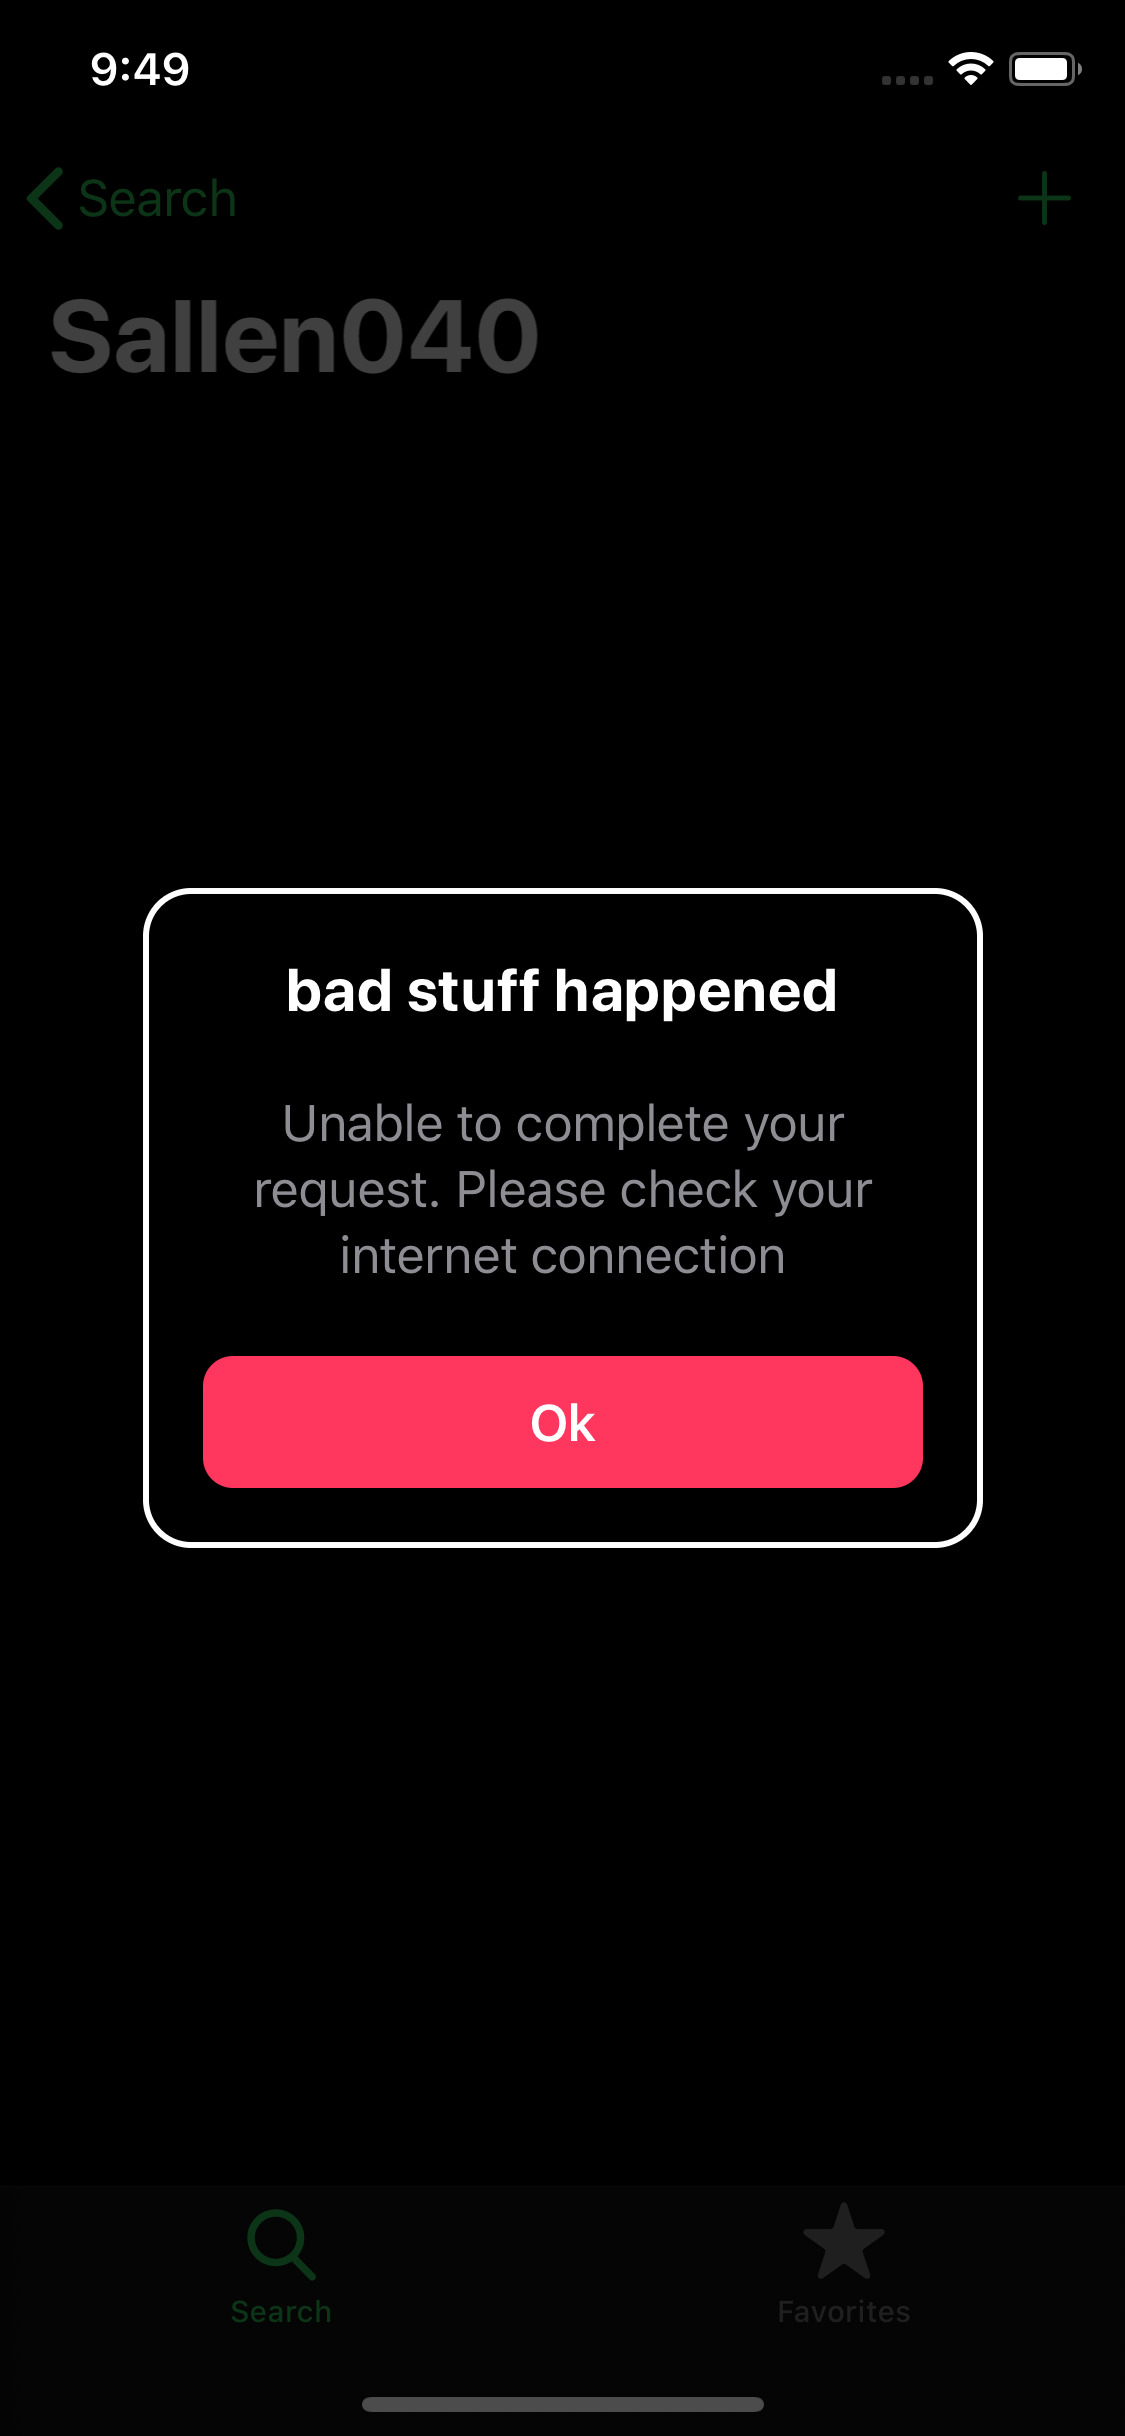 9:49
Search
Sallen040
bad stuff happened
Unable to complete your
request. Please check your
internet connection
Ok
Search
Favorites